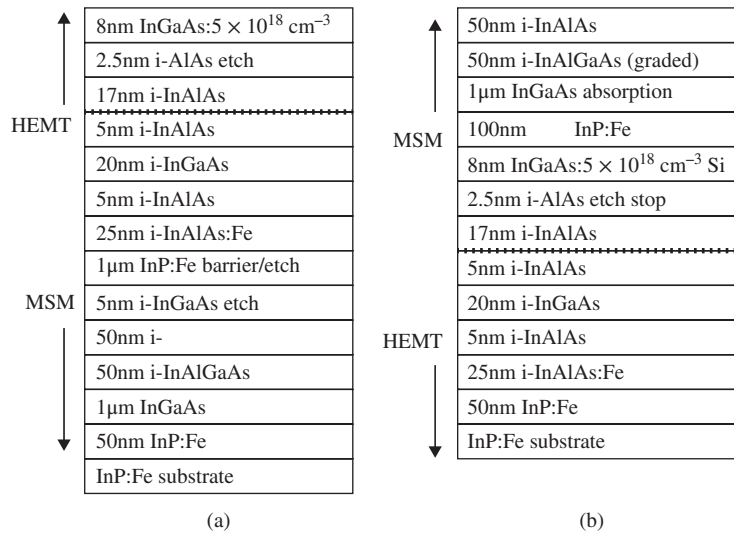 8nm InGaAs:5 × 10¹⁸ cm⁻³
2.5nm i-AlAs etch
17nm i-InAlAs
HEMT
5nm i-InAlAs
20nm i-InGaAs
5nm i-InAlAs
25nm i-InAlAs:Fe
1μm InP:Fe barrier/etch
MSM
5nm i-InGaAs etch
50nm i-
50nm i-InAlGaAs
1μm InGaAs
50nm InP:Fe
InP:Fe substrate
(a)
50nm i-InAlAs
50nm i-InAlGaAs (graded)
1μm InGaAs absorption
MSM
100nm InP:Fe
8nm InGaAs:5 × 10¹⁸ cm⁻³ Si
2.5nm i-AlAs etch stop
17nm i-InAlAs
5nm i-InAlAs
20nm i-InGaAs
HEMT
5nm i-InAlAs
25nm i-InAlAs:Fe
50nm InP:Fe
InP:Fe substrate
(b)